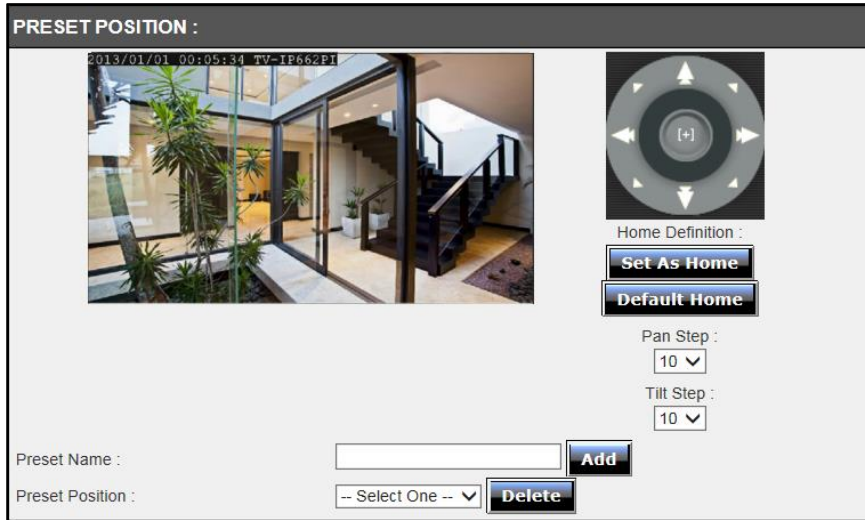 PRESET POSITION :
2013/01/01 00:05:34 TV-IP662PI
[+]
Home Definition :
Set As Home
Default Home
Pan Step :
10
Tilt Step :
10
Preset Name :
Add
Preset Position :
-- Select One --
Delete